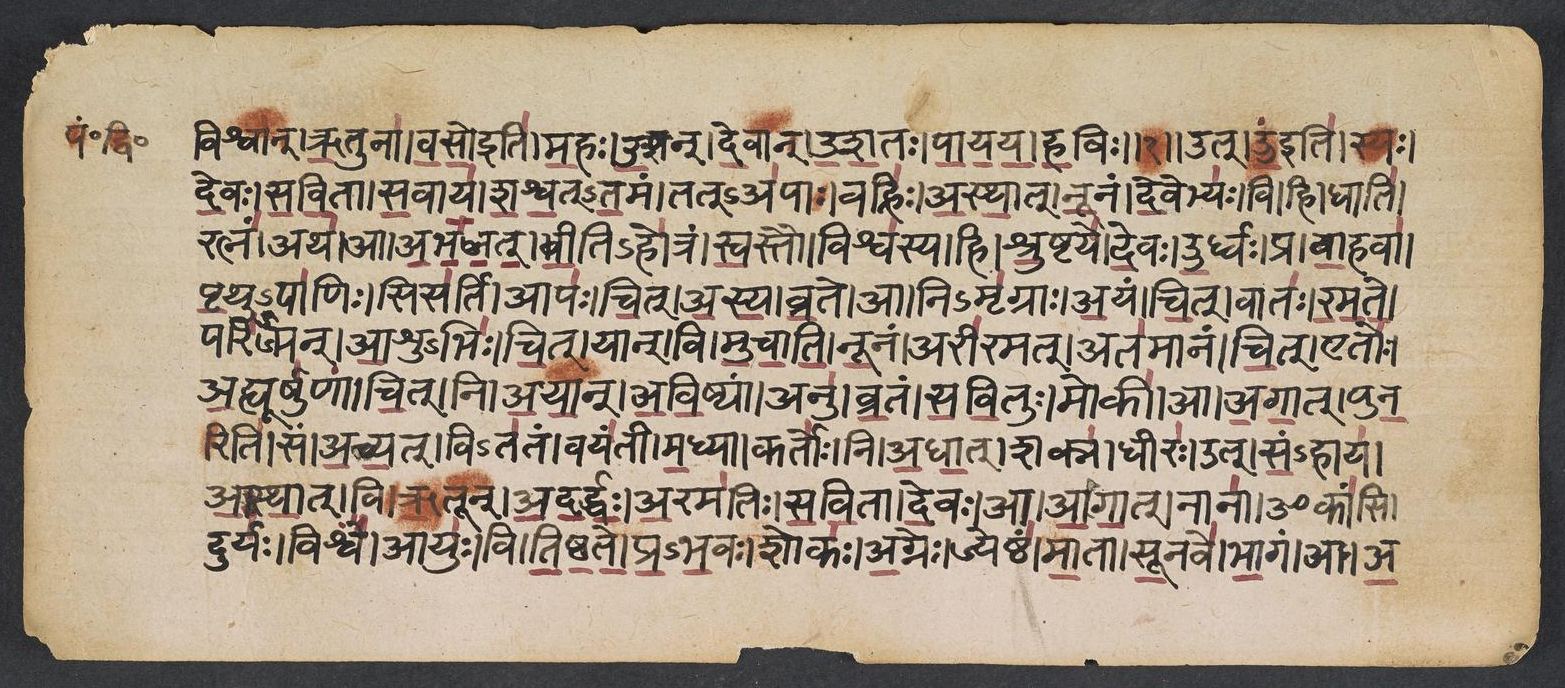 पं॰द्वि॰
विश्वान्।ऋतुना।वसोइति।महः।उशन्।देवान्।उशतः।पायय।हविः।।१।।उत्।ऊंइति।स्यः।
देवः।सविता।सवाय।शश्वत्ऽतमं।तत्ऽअपाः।वह्निः।अस्थात्।नूनं।देवेभ्यः।वि।हि।धाति।
रत्नं।अथ।आ।अभजत्।वीतिऽहोत्रं।स्वस्तौ।विश्वस्य।हि।श्रुष्टये।देवः।ऊर्ध्वः।प्र।बाहवा।
पृथुऽपाणिः।सिसर्ति।आपः।चित्।अस्य।व्रते।आ।निऽमृग्राः।अयं।चित्।वातः।रमते।
परिऽज्मन्।आशुऽभिः।चित्।यान्।वि।मुचाति।नूनं।अरीरमत्।अतमानं।चित्।एतोः।
अह्यर्षूणां।चित्।नि।अयान्।अविष्यां।अनु।व्रतं।सवितुः।मोकी।आ।अगात्।पुन
रिति।सं।अव्यत्।विऽततं।वयंती।मध्या।कर्तोः।नि।अधात्।शक्म।धीरः।उत्।संऽहाय।
अस्थात्।वि।ऋतून्।अदर्द्धः।अरमतिः।सविता।देवः।आ।अगात्।नाना।ओकांसि।
दुर्यः।विश्वं।आयुः।वि।तिष्ठते।प्रऽभवः।शोकः।अग्नेः।ज्येष्ठं।माता।सूनवे।भागं।आ।अ